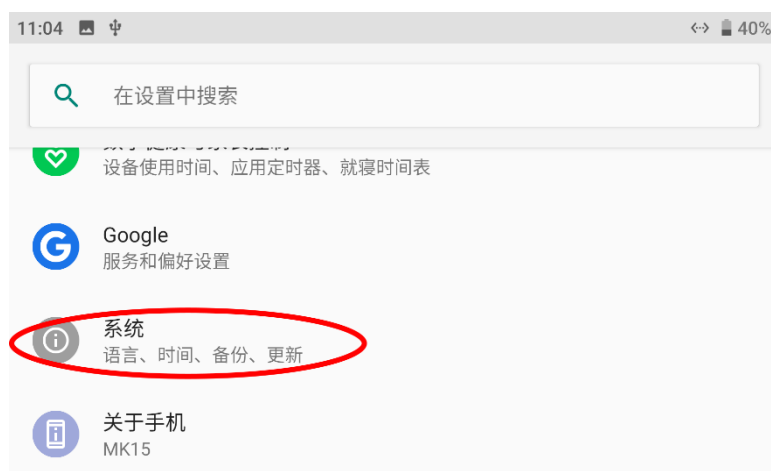 11:04
40%
在设置中搜索
设备使用时间、应用定时器、就寝时间表
Google
服务和偏好设置
系统
语言、时间、备份、更新
关于手机
MK15